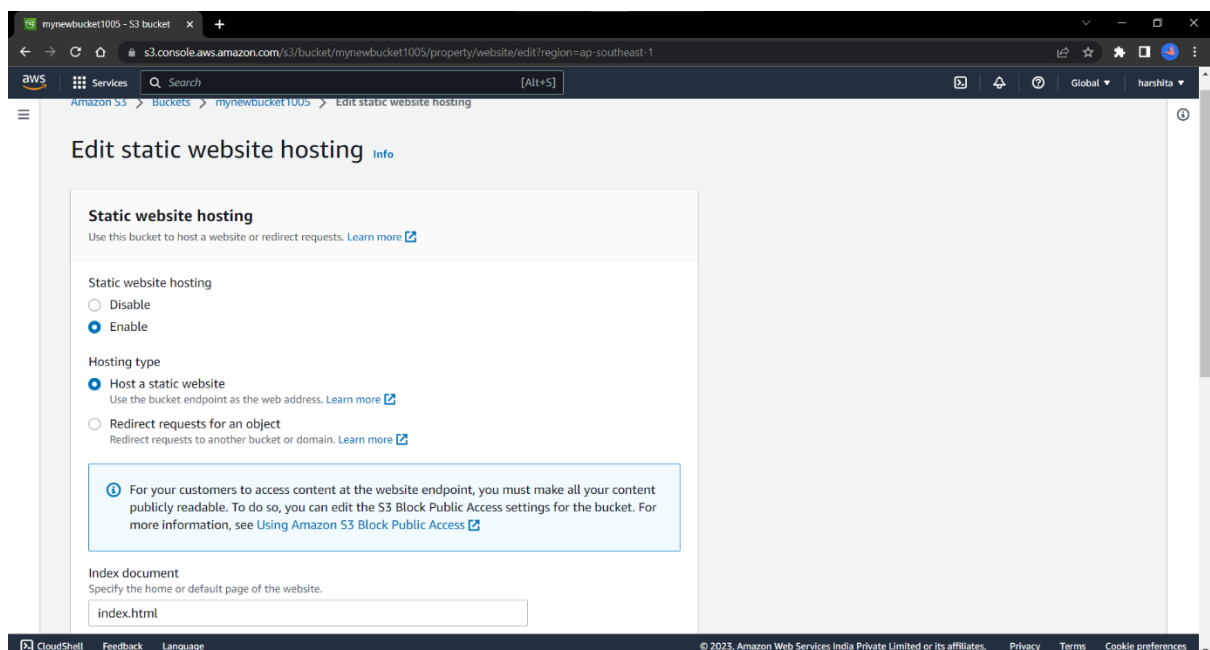 mynewbucket1005 - S3 bucket
s3.console.aws.amazon.com/s3/bucket/mynewbucket1005/property/website/edit?region=ap-southeast-1
aws Services Search [Alt+S] Global harshita
Amazon S3 > Buckets > mynewbucket1005 > Edit static website hosting
Edit static website hosting Info
Static website hosting
Use this bucket to host a website or redirect requests. Learn more
Static website hosting
Disable
Enable
Hosting type
Host a static website
Use the bucket endpoint as the web address. Learn more
Redirect requests for an object
Redirect requests to another bucket or domain. Learn more
For your customers to access content at the website endpoint, you must make all your content
publicly readable. To do so, you can edit the S3 Block Public Access settings for the bucket. For
more information, see Using Amazon S3 Block Public Access
Index document
Specify the home or default page of the website.
index.html
CloudShell Feedback Language © 2023, Amazon Web Services India Private Limited or its affiliates. Privacy Terms Cookie preferences